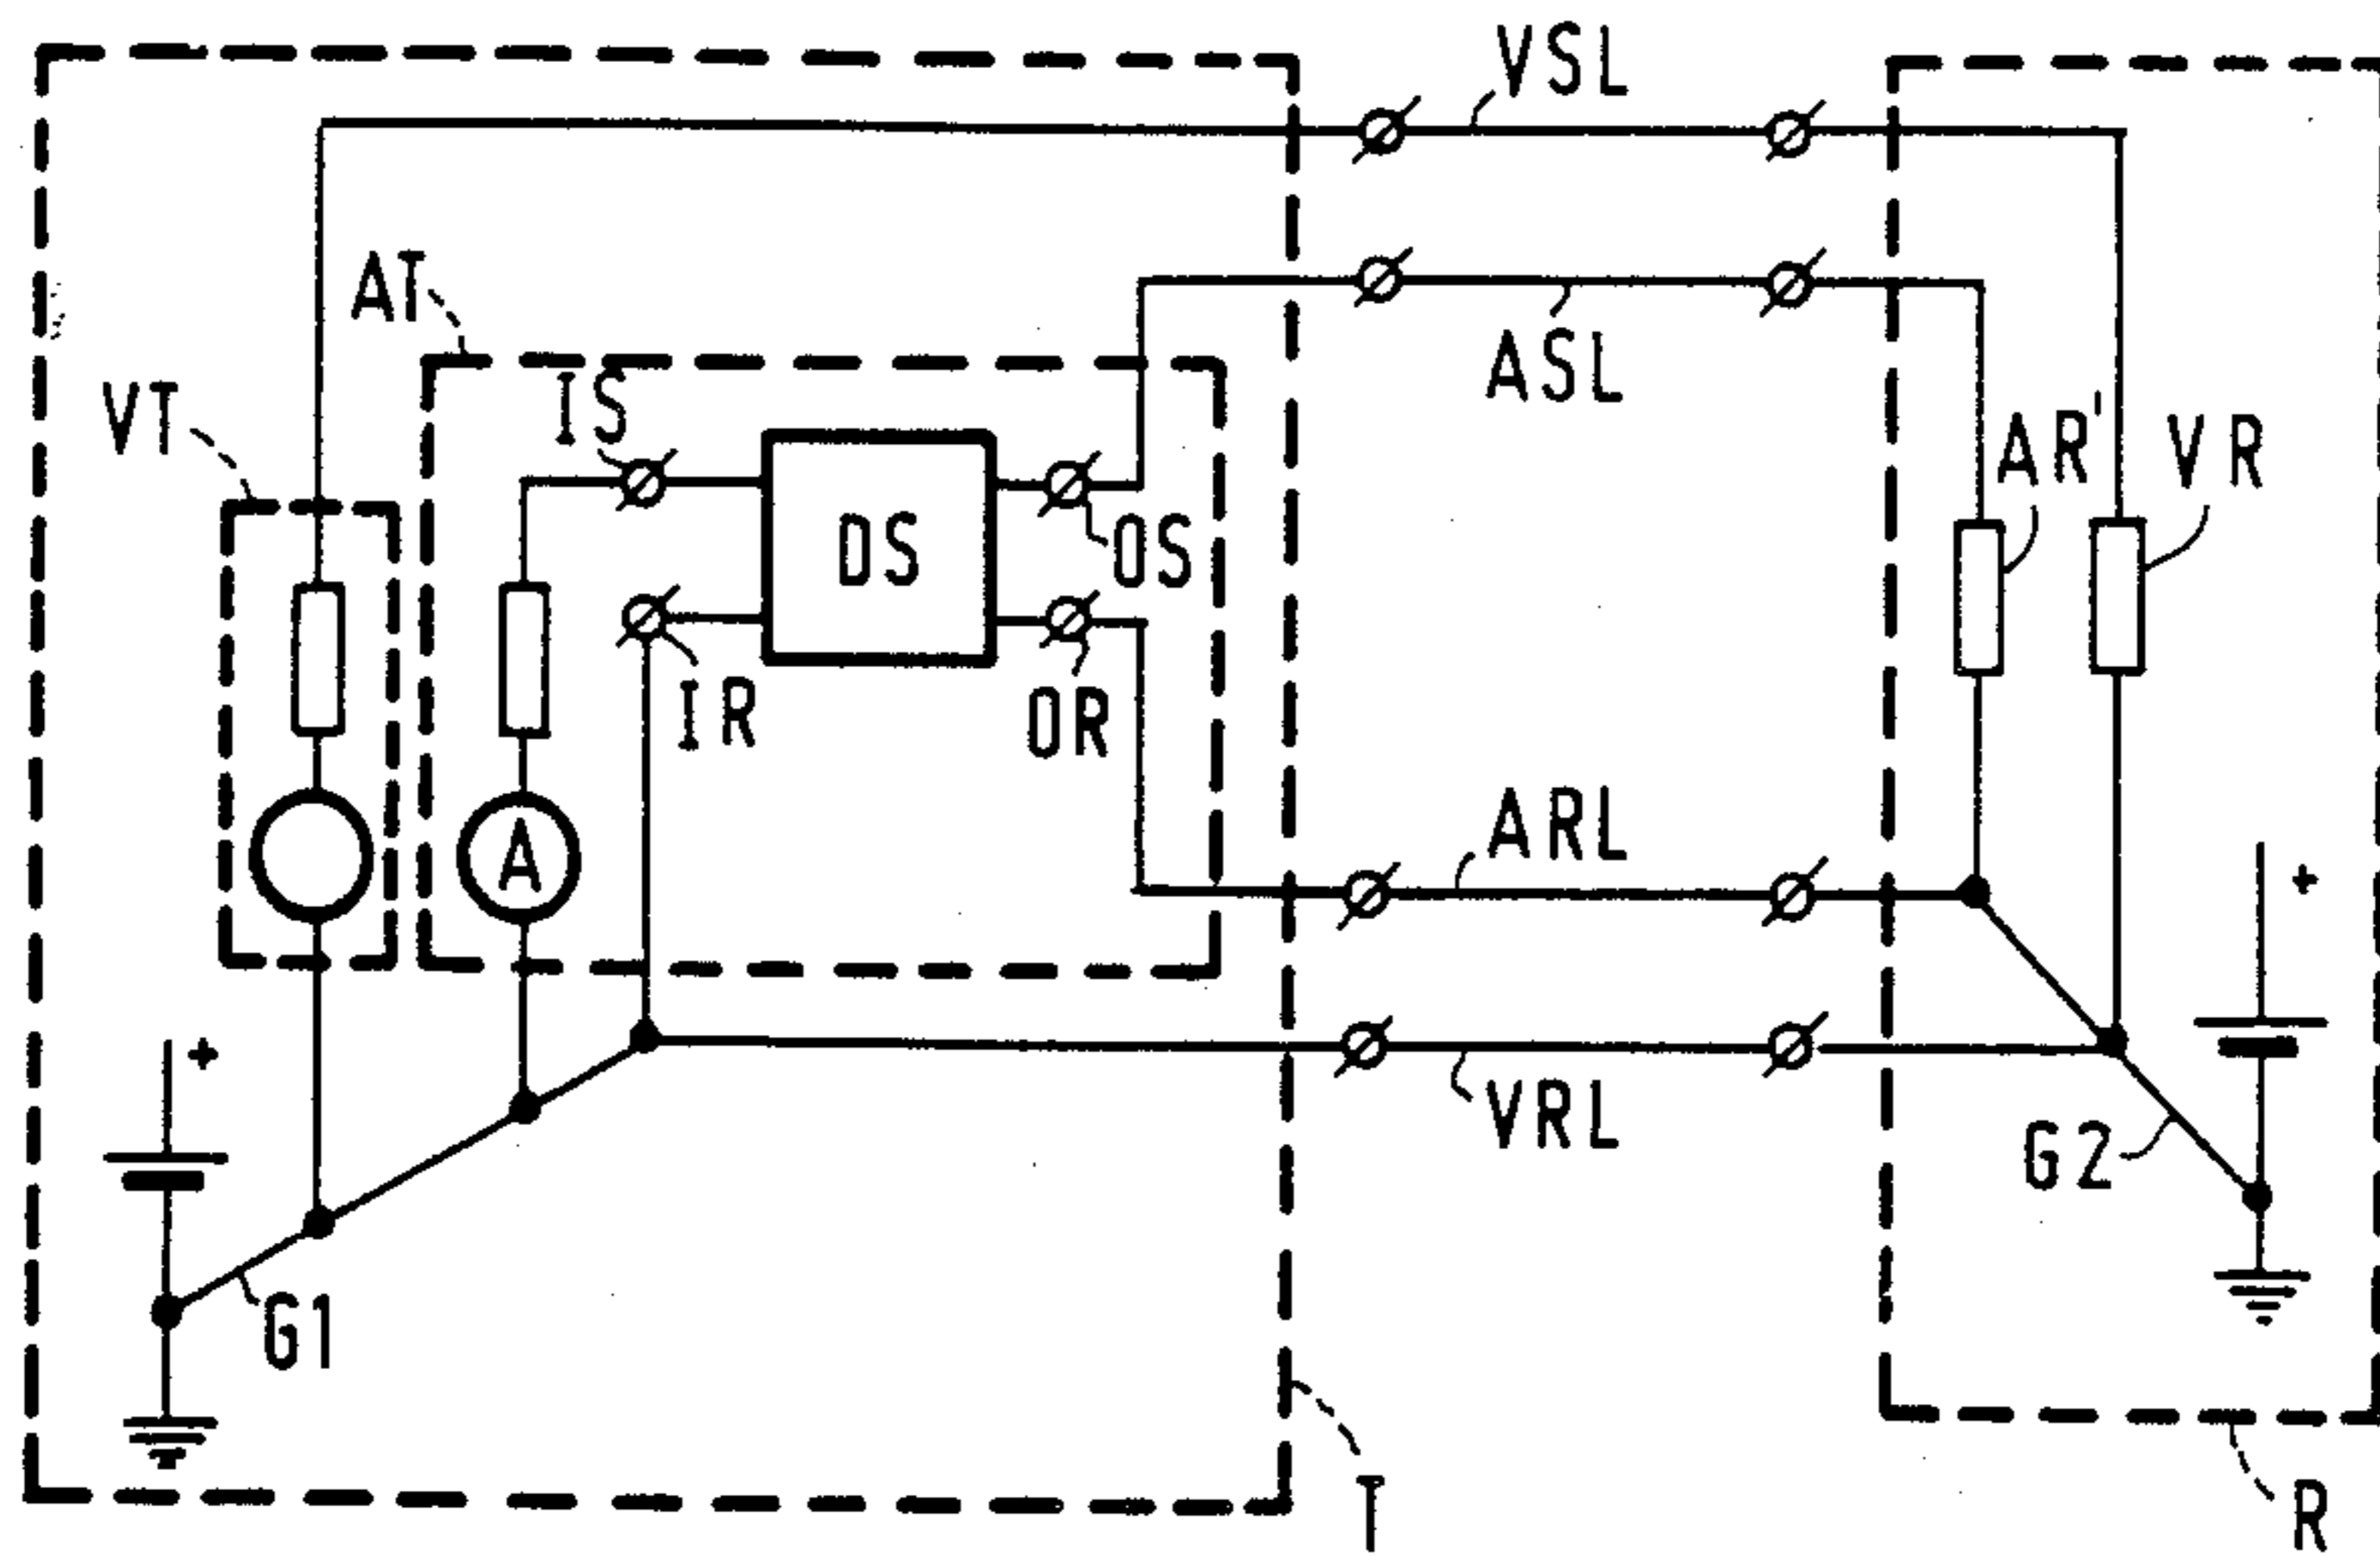 VSL
AT
ASL
IS
VT
AR'
VR
DS
OS
IR
OR
ARL
A
+
+
VRL
G2
G1
T
R